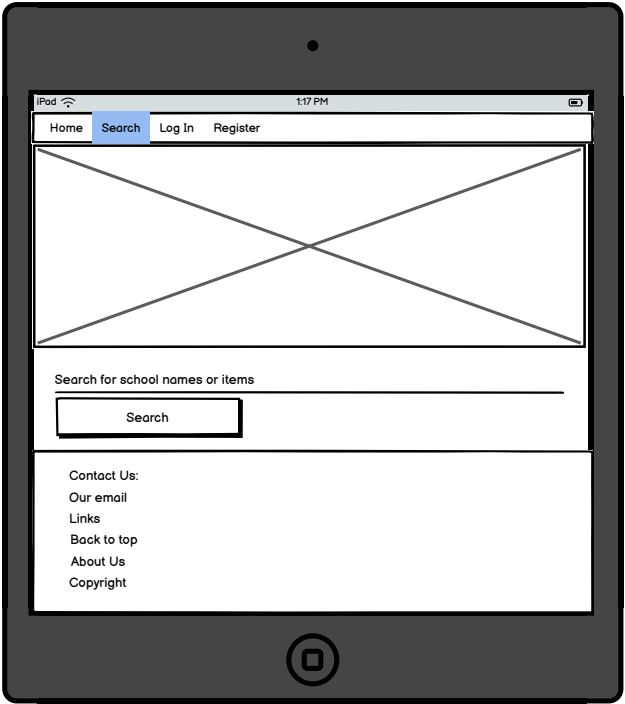 iPad 1:17 PM
Home Search Log In Register
Search for school names or items
Search
Contact Us:
Our email
Links
Back to top
About Us
Copyright